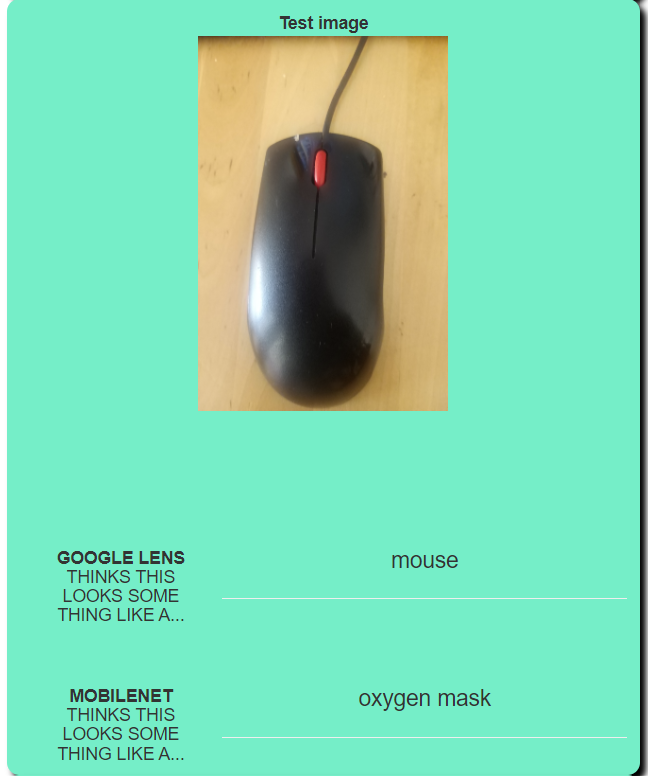 Test image
GOOGLE LENS
THINKS THIS
LOOKS SOME
THING LIKE A...
mouse
MOBILENET
THINKS THIS
LOOKS SOME
THING LIKE A...
oxygen mask